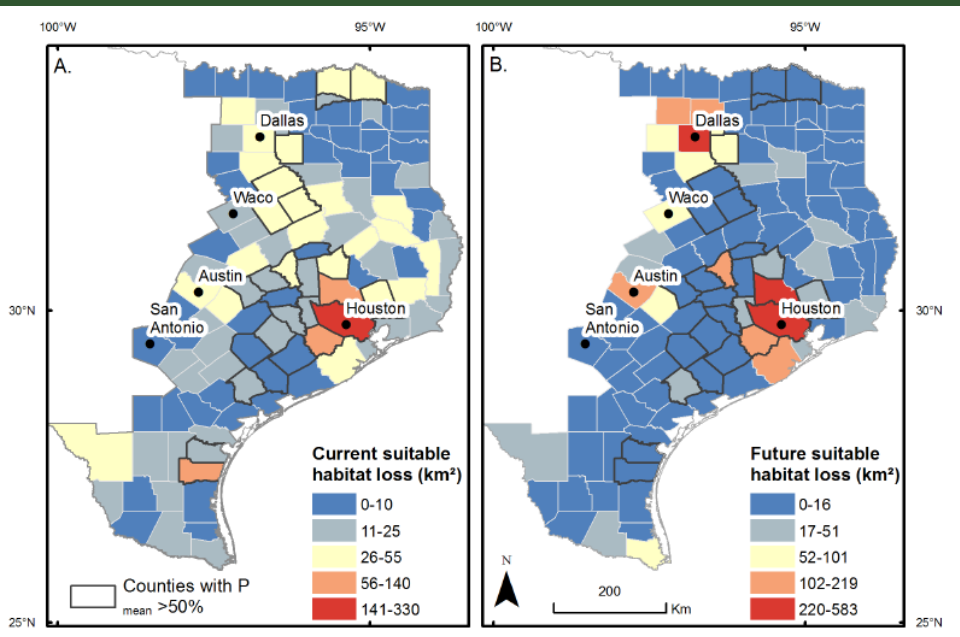 100°W
95°W
100°W
95°W
A.
B.
Dallas
Dallas
Waco
Waco
Austin
Austin
San
Antonio
San
Antonio
Houston
Houston
30°N
30°N
Current suitable
habitat loss (km²)
0-10
11-25
26-55
56-140
141-330
Future suitable
habitat loss (km²)
0-16
17-51
52-101
102-219
220-583
Counties with P
mean >50%
N
200
Km
25°N
25°N